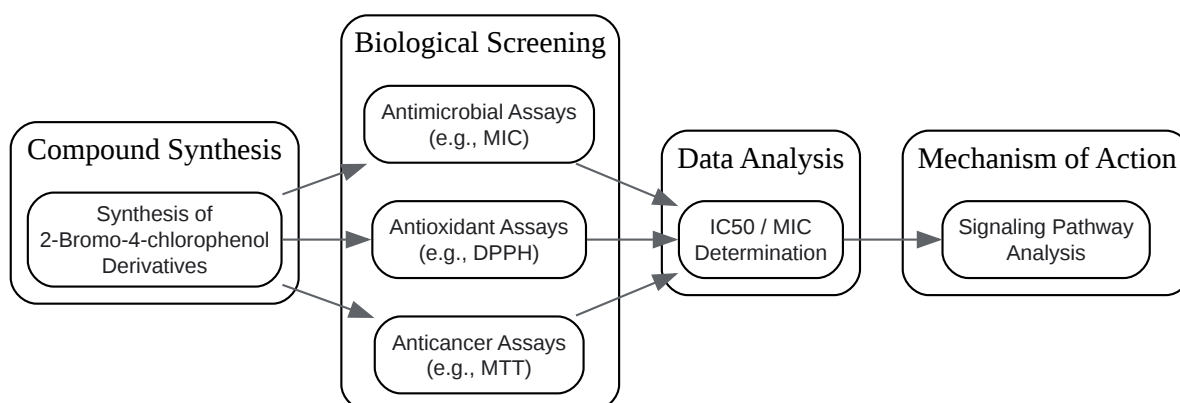 Compound Synthesis
Synthesis of
2-Bromo-4-chlorophenol
Derivatives
Biological Screening
Antimicrobial Assays
(e.g., MIC)
Antioxidant Assays
(e.g., DPPH)
Anticancer Assays
(e.g., MTT)
Data Analysis
IC50 / MIC
Determination
Mechanism of Action
Signaling Pathway
Analysis